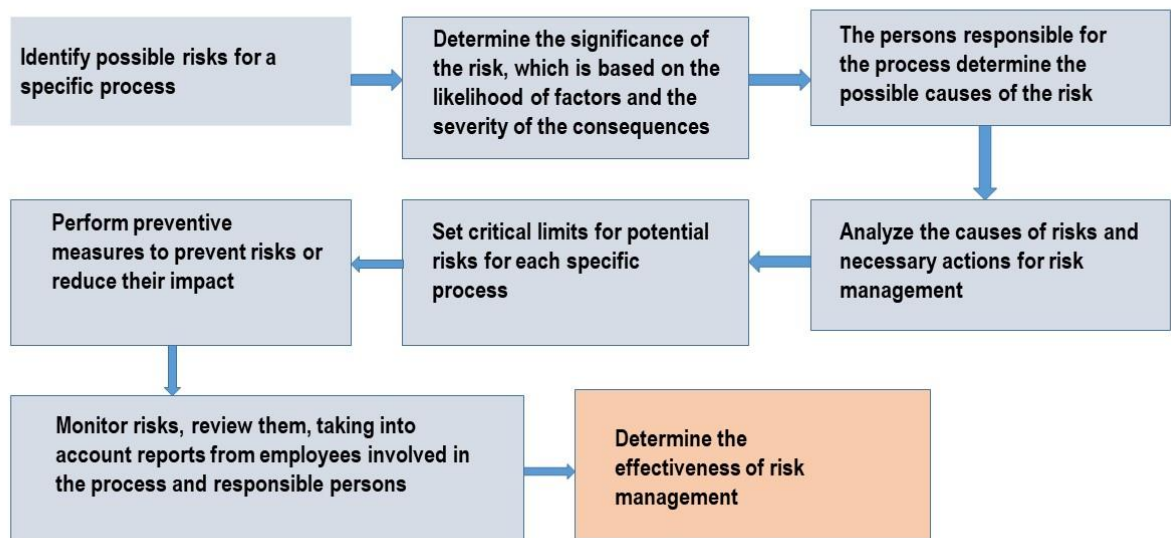 Identify possible risks for a
specific process
Determine the significance of
the risk, which is based on the
likelihood of factors and the
severity of the consequences
The persons responsible for
the process determine the
possible causes of the risk
Analyze the causes of risks and
necessary actions for risk
management
Set critical limits for potential
risks for each specific
process
Perform preventive
measures to prevent risks or
reduce their impact
Monitor risks, review them, taking into
account reports from employees involved in
the process and responsible persons
Determine the
effectiveness of risk
management